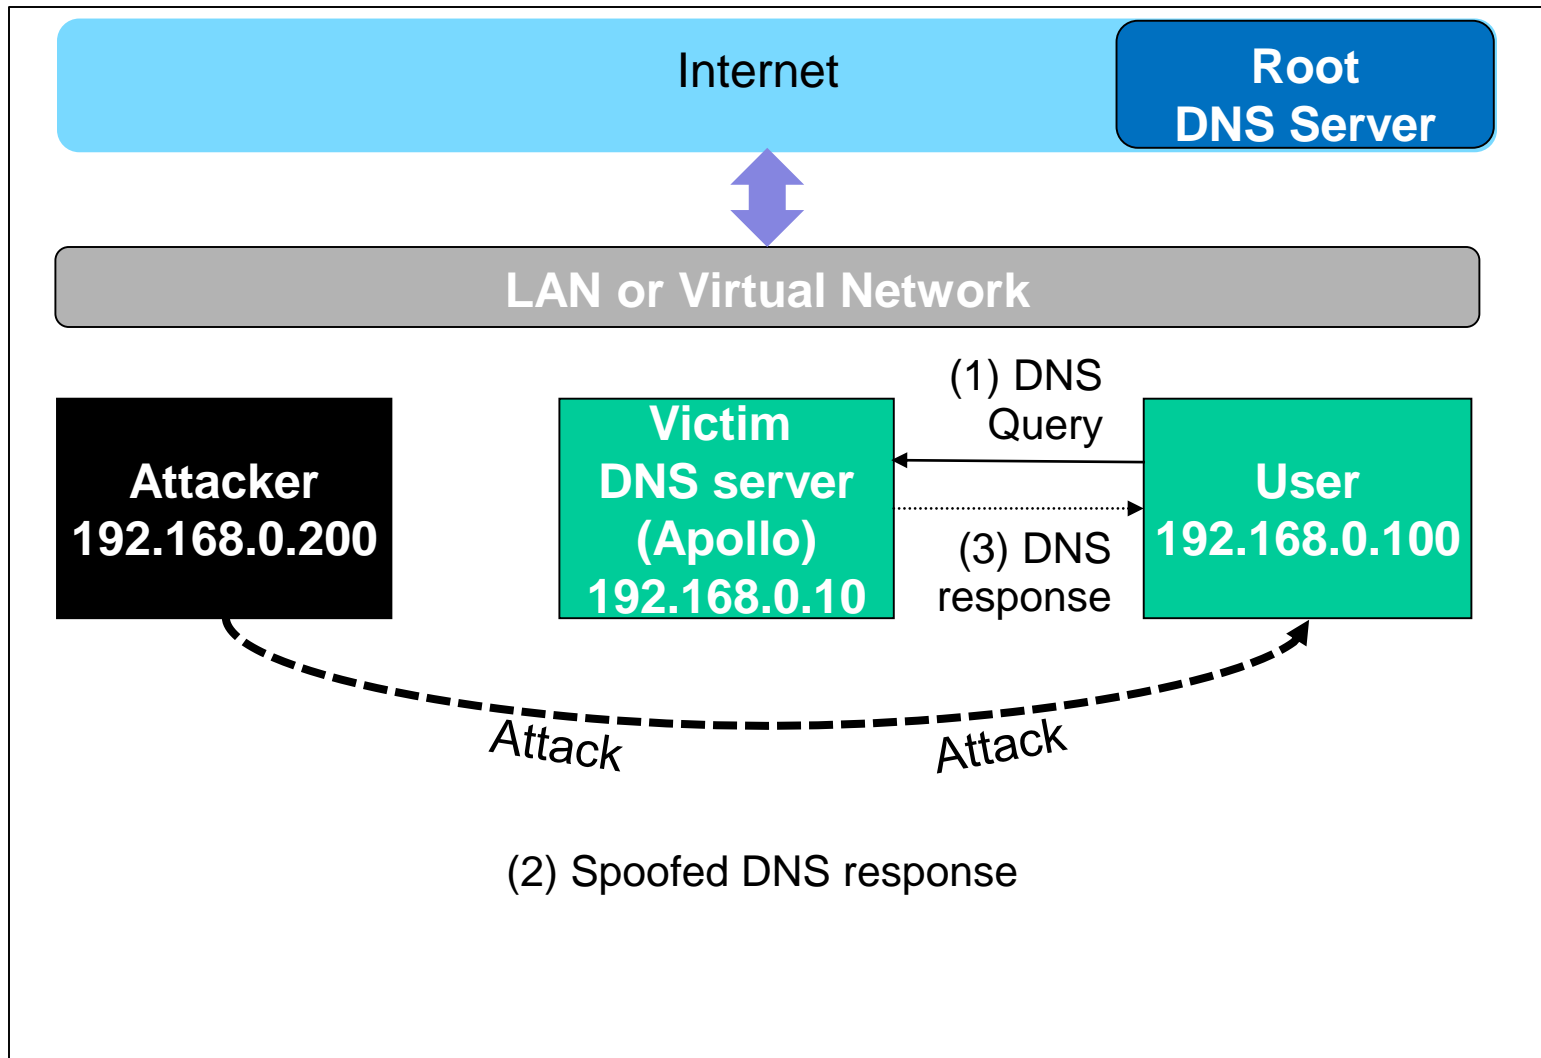 Internet
Root
DNS Server
LAN or Virtual Network
(1) DNS
Query
Attacker
192.168.0.200
Victim
DNS server
(Apollo)
192.168.0.10
User
192.168.0.100
(3) DNS
response
Attack
Attack
(2) Spoofed DNS response